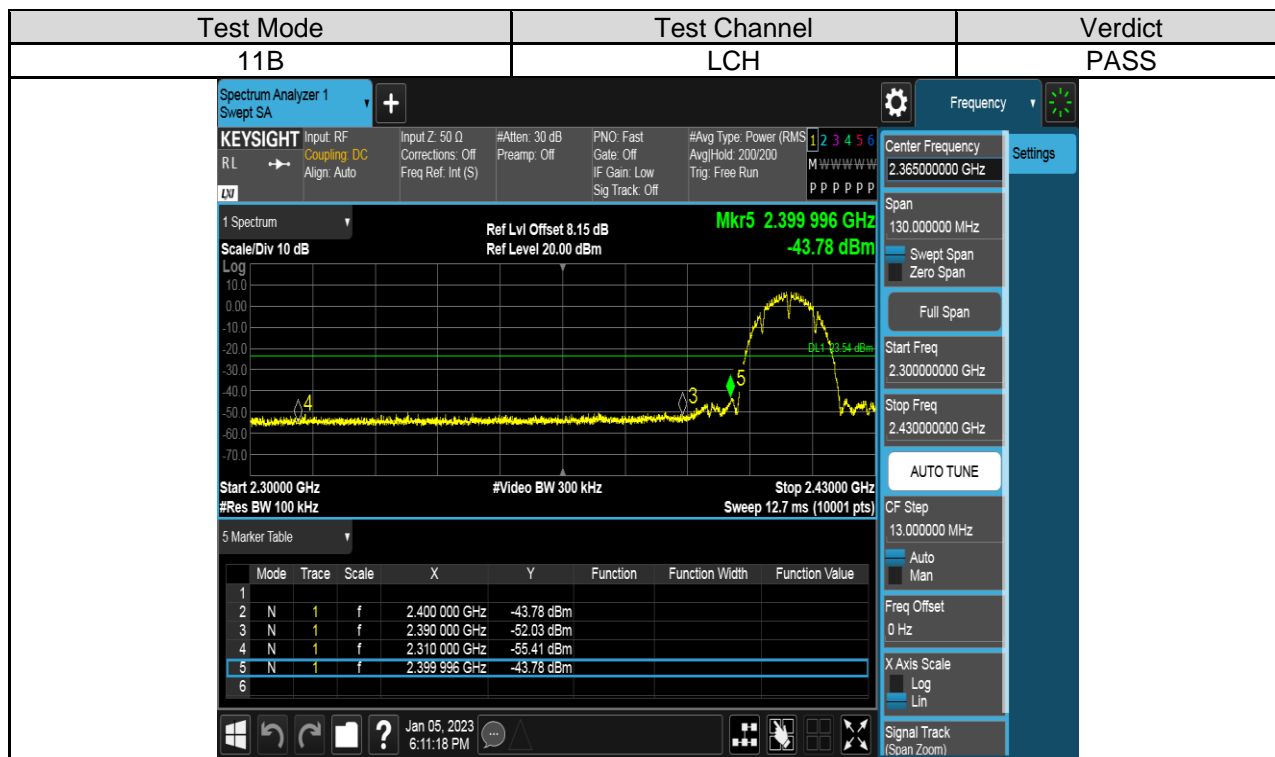 Test Mode Test Channel Verdict
11B LCH PASS
Spectrum Analyzer 1
Swept SA
+
Frequency
KEYSIGHT
RL
LXI
Input: RF
Coupling: DC
Align: Auto
Input Z: 50 Ω
Corrections: Off
Freq Ref: Int (S)
#Atten: 30 dB
Preamp: Off
PNO: Fast
Gate: Off
IF Gain: Low
Sig Track: Off
#Avg Type: Power (RMS
Avg|Hold: 200/200
Trig: Free Run
1 2 3 4 5 6
M W W W W W
P P P P P P
1 Spectrum
Scale/Div 10 dB
Ref Lvl Offset 8.15 dB
Ref Level 20.00 dBm
Mkr5 2.399 996 GHz
-43.78 dBm
Log
10.0
0.00
-10.0
-20.0
-30.0
-40.0
-50.0
-60.0
-70.0
DL1 -23.54 dBm
4
3
5
Start 2.30000 GHz #Video BW 300 kHz Stop 2.43000 GHz
#Res BW 100 kHz Sweep 12.7 ms (10001 pts)
5 Marker Table
Mode Trace Scale X Y Function Function Width Function Value
1
2 N 1 f 2.400 000 GHz -43.78 dBm
3 N 1 f 2.390 000 GHz -52.03 dBm
4 N 1 f 2.310 000 GHz -55.41 dBm
5 N 1 f 2.399 996 GHz -43.78 dBm
6
?
Jan 05, 2023
6:11:18 PM
Center Frequency
2.365000000 GHz
Settings
Span
130.000000 MHz
Swept Span
Zero Span
Full Span
Start Freq
2.300000000 GHz
Stop Freq
2.430000000 GHz
AUTO TUNE
CF Step
13.000000 MHz
Auto
Man
Freq Offset
0 Hz
X Axis Scale
Log
Lin
Signal Track
(Span Zoom)